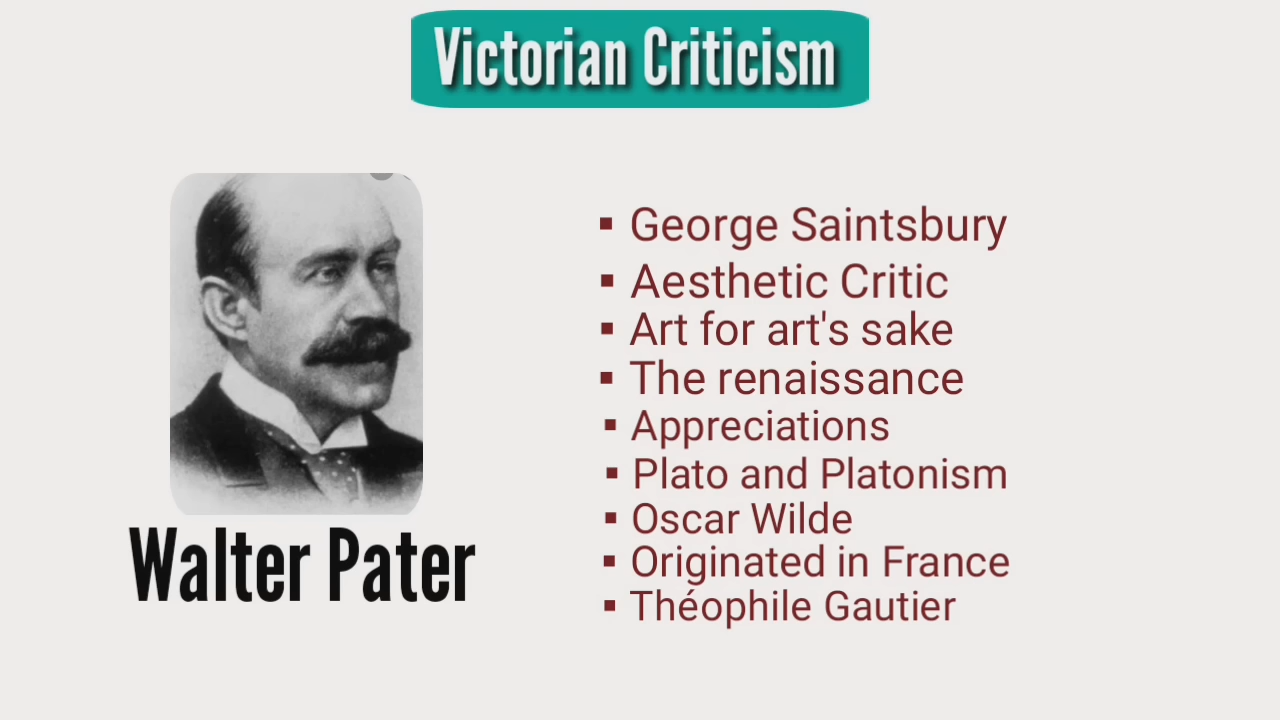 Victorian Criticism
Walter Pater
▪ George Saintsbury
▪ Aesthetic Critic
▪ Art for art's sake
▪ The renaissance
▪ Appreciations
▪ Plato and Platonism
▪ Oscar Wilde
▪ Originated in France
▪ Théophile Gautier